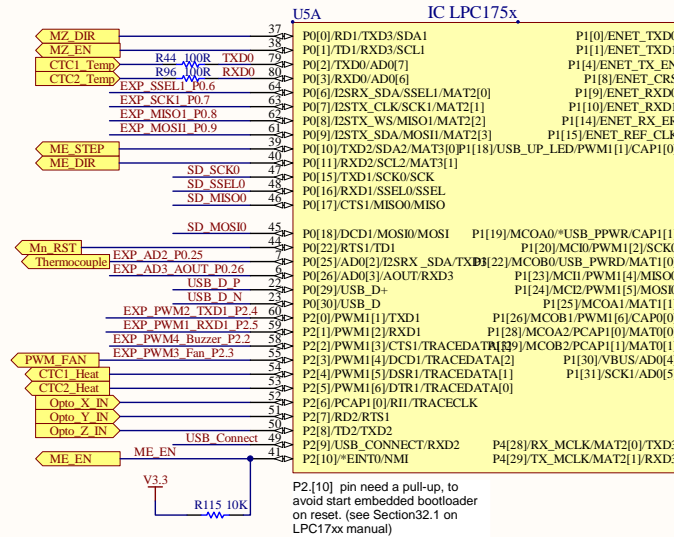 U5A IC LPC175x
MZ_DIR 37 P0[0]/RD1/TXD3/SDA1 P1[0]/ENET_TXD0
MZ_EN 38 P0[1]/TD1/RXD3/SCL1 P1[1]/ENET_TXD1
CTC1_Temp R44 100R TXD0 79 P0[2]/TXD0/AD0[7] P1[4]/ENET_TX_EN
CTC2_Temp R96 100R RXD0 80 P0[3]/RXD0/AD0[6] P1[8]/ENET_CRS
EXP_SSEL1_P0.6 64 P0[6]/I2SRX_SDA/SSEL1/MAT2[0] P1[9]/ENET_RXD0
EXP_SCK1_P0.7 63 P0[7]/I2STX_CLK/SCK1/MAT2[1] P1[10]/ENET_RXD1
EXP_MISO1_P0.8 62 P0[8]/I2STX_WS/MISO1/MAT2[2] P1[14]/ENET_RX_ER
EXP_MOSI1_P0.9 61 P0[9]/I2STX_SDA/MOSI1/MAT2[3] P1[15]/ENET_REF_CLK
ME_STEP 39 P0[10]/TXD2/SDA2/MAT3[0] P1[18]/USB_UP_LED/PWM1[1]/CAP1[0]
ME_DIR 40 P0[11]/RXD2/SCL2/MAT3[1]
SD_SCK0 47 P0[15]/TXD1/SCK0/SCK
SD_SSEL0 48 P0[16]/RXD1/SSEL0/SSEL
SD_MISO0 46 P0[17]/CTS1/MISO0/MISO
SD_MOSI0 45 P0[18]/DCD1/MOSI0/MOSI P1[19]/MCOA0/*USB_PPWR/CAP1[1]
Mn_RST 44 P0[22]/RTS1/TD1 P1[20]/MCI0/PWM1[2]/SCK0
Thermocouple EXP_AD2_P0.25 7 P0[25]/AD0[2]/I2SRX _SDA/TXD3 P1[22]/MCOB0/USB_PWRD/MAT1[0]
EXP_AD3_AOUT_P0.26 6 P0[26]/AD0[3]/AOUT/RXD3 P1[23]/MCI1/PWM1[4]/MISO0
USB_D_P 22 P0[29]/USB_D+ P1[24]/MCI2/PWM1[5]/MOSI0
USB_D_N 23 P0[30]/USB_D P1[25]/MCOA1/MAT1[1]
EXP_PWM2_TXD1_P2.4 60 P2[0]/PWM1[1]/TXD1 P1[26]/MCOB1/PWM1[6]/CAP0[0]
EXP_PWM1_RXD1_P2.5 59 P2[1]/PWM1[2]/RXD1 P1[28]/MCOA2/PCAP1[0]/MAT0[0]
EXP_PWM4_Buzzer_P2.2 58 P2[2]/PWM1[3]/CTS1/TRACEDATA[3] P1[29]/MCOB2/PCAP1[1]/MAT0[1]
PWM_FAN EXP_PWM3_Fan_P2.3 55 P2[3]/PWM1[4]/DCD1/TRACEDATA[2] P1[30]/VBUS/AD0[4]
CTC1_Heat 54 P2[4]/PWM1[5]/DSR1/TRACEDATA[1] P1[31]/SCK1/AD0[5]
CTC2_Heat 53 P2[5]/PWM1[6]/DTR1/TRACEDATA[0]
Opto_X_IN 52 P2[6]/PCAP1[0]/RI1/TRACECLK
Opto_Y_IN 51 P2[7]/RD2/RTS1
Opto_Z_IN 50 P2[8]/TD2/TXD2
USB_Connect 49 P2[9]/USB_CONNECT/RXD2 P4[28]/RX_MCLK/MAT2[0]/TXD3
ME_EN ME_EN 41 P2[10]/*EINT0/NMI P4[29]/TX_MCLK/MAT2[1]/RXD3
V3.3
R115 10K
P2.[10] pin need a pull-up, to
avoid start embedded bootloader
on reset. (see Section32.1 on
LPC17xx manual)